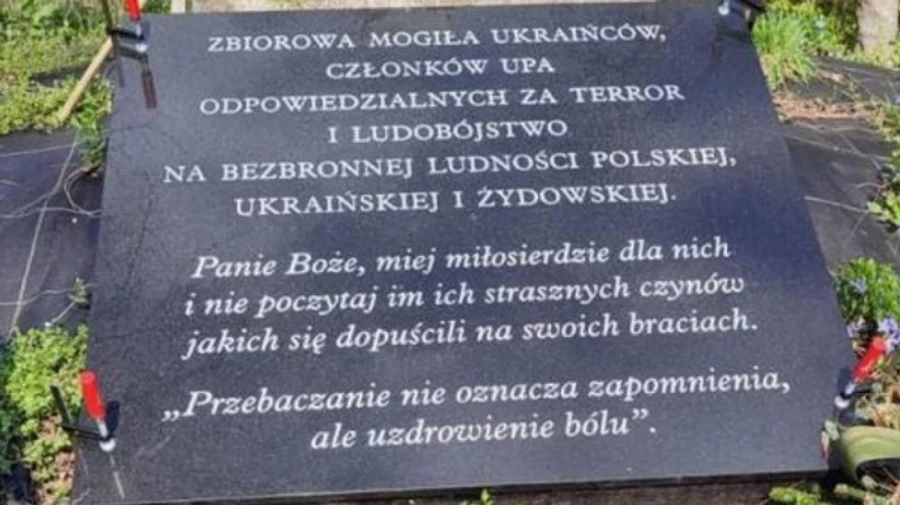 ZBIOROWA MOGIŁA UKRAIŃCÓW,
CZŁONKÓW UPA
ODPOWIEDZIALNYCH ZA TERROR
I LUDOBÓJSTWO
NA BEZBRONNEJ LUDNOŚCI POLSKIEJ,
UKRAIŃSKIEJ I ŻYDOWSKIEJ.
Panie Boże, miej miłosierdzie dla nich
i nie poczytaj im ich strasznych czynów
jakich się dopuścili na swoich braciach.
„Przebaczanie nie oznacza zapomnienia,
ale uzdrowienie bólu”.